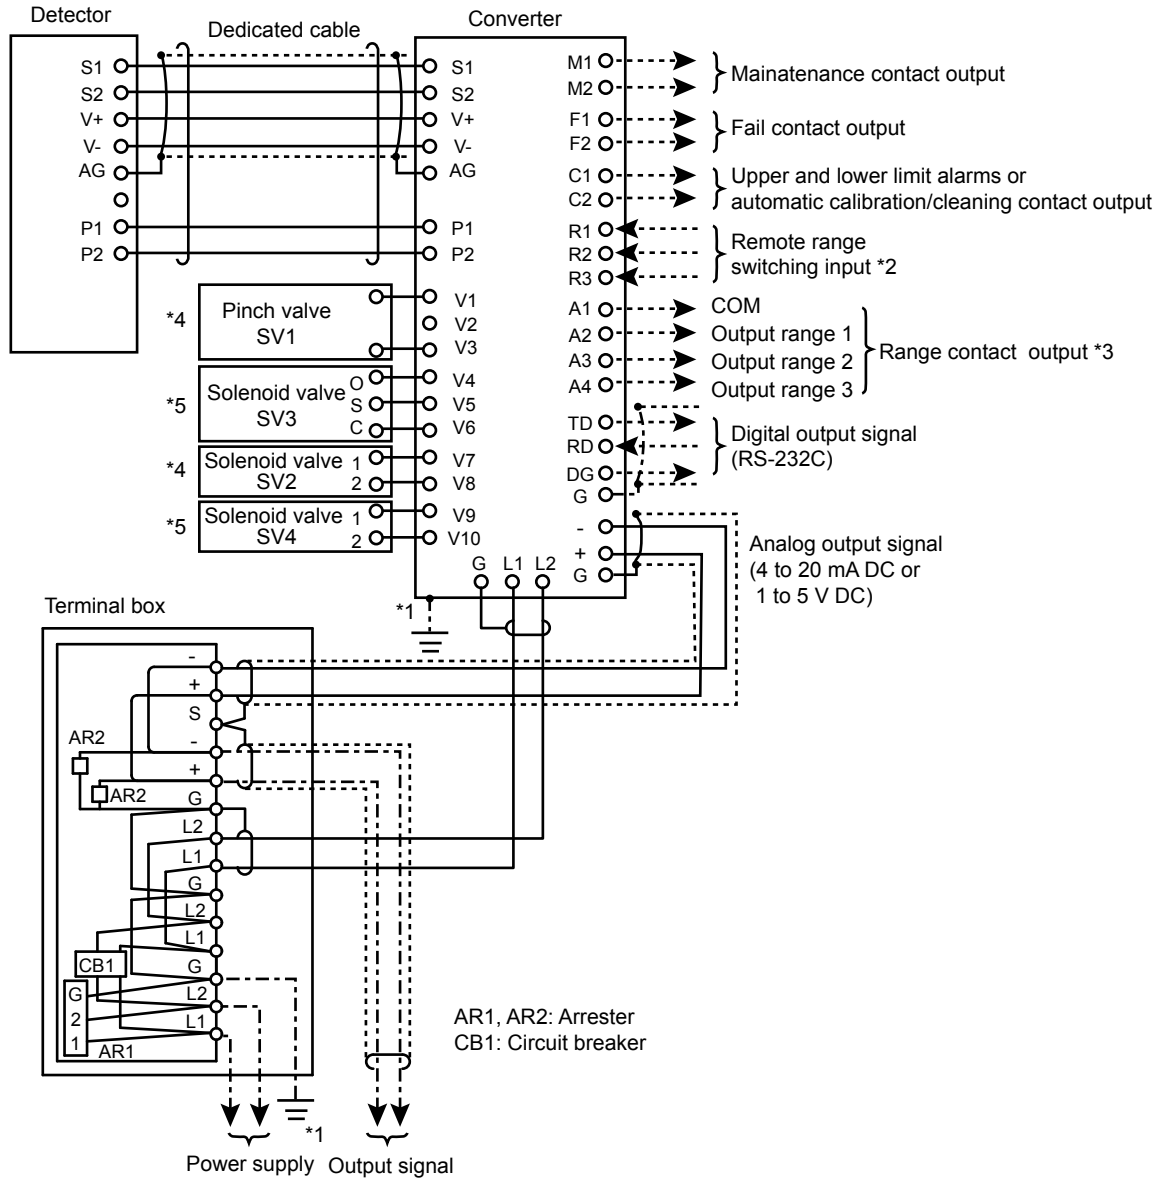 Detector
Dedicated cable
Converter
S1
S2
V+
V-
AG
P1
P2
S1
S2
V+
V-
AG
P1
P2
M1
M2
Mainatenance contact output
F1
F2
Fail contact output
C1
C2
Upper and lower limit alarms or
automatic calibration/cleaning contact output
R1
R2
R3
Remote range
switching input *2
A1
A2
A3
A4
COM
Output range 1
Output range 2
Output range 3
Range contact output *3
TD
RD
DG
G
Digital output signal
(RS-232C)
-
+
G
Analog output signal
(4 to 20 mA DC or
1 to 5 V DC)
*4
Pinch valve
SV1
V1
V2
V3
*5
Solenoid valve
SV3
O
S
C
V4
V5
V6
*4
Solenoid valve
SV2
1
2
V7
V8
*5
Solenoid valve
SV4
1
2
V9
V10
G L1 L2
*1
Terminal box
-
+
S
-
+
G
L2
L1
G
L2
L1
G
L2
L1
AR2
AR2
CB1
G
2
1
AR1
AR1, AR2: Arrester
CB1: Circuit breaker
*1
Power supply
Output signal